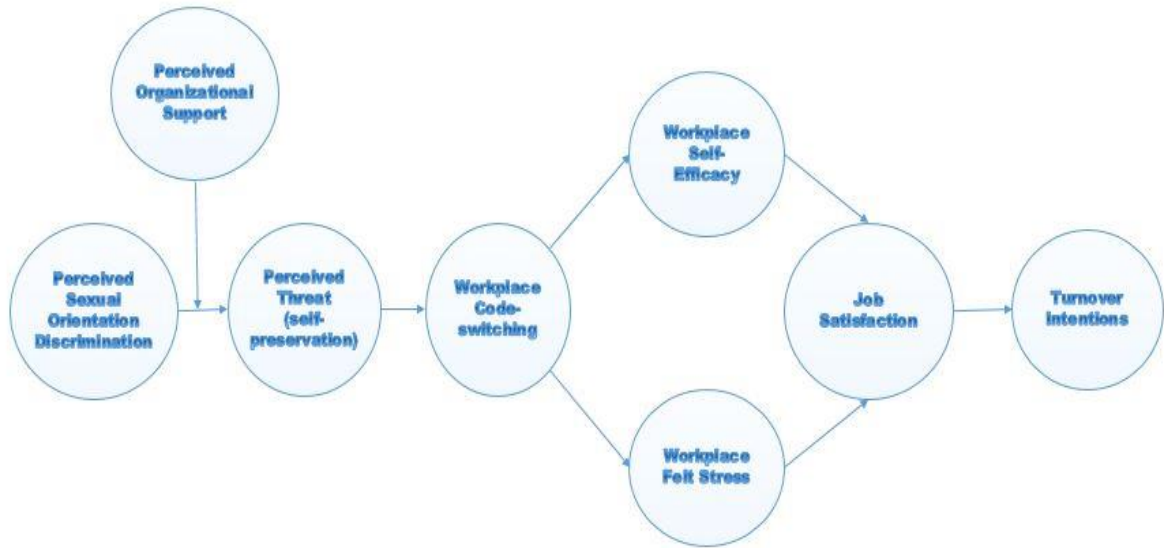 Perceived
Organizational
Support
Perceived
Sexual
Orientation
Discrimination
Perceived
Threat
(self-
preservation)
Workplace
Code-
switching
Workplace
Self-
Efficacy
Workplace
Felt Stress
Job
Satisfaction
Turnover
Intentions